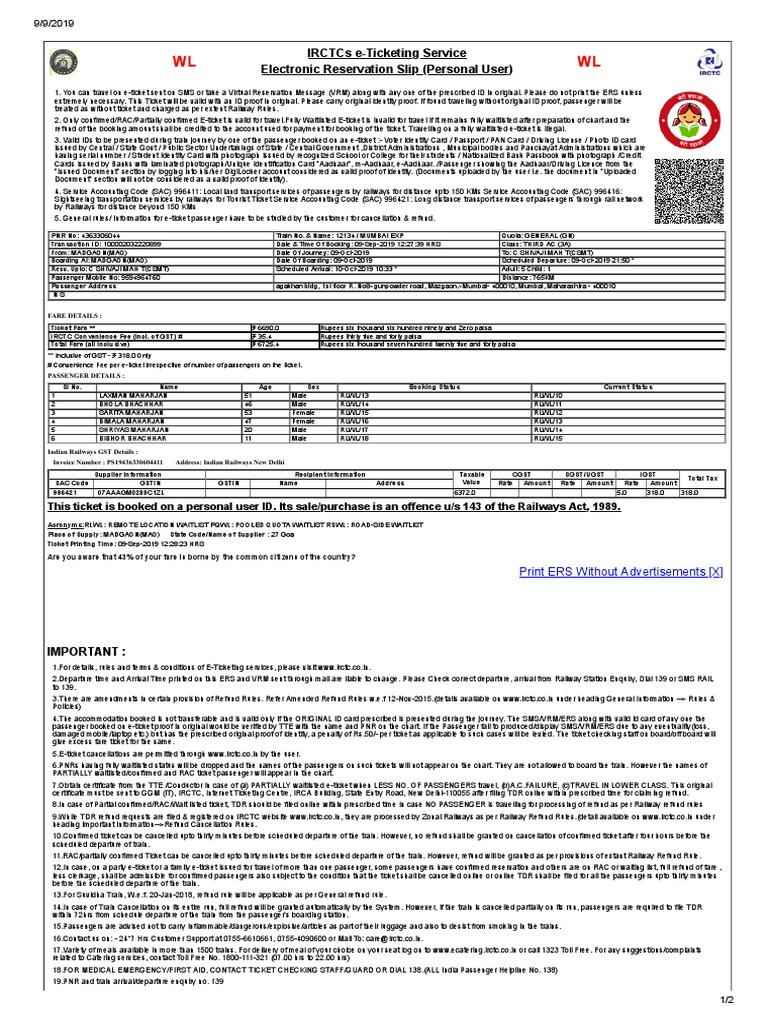 9/9/2019
WL
IRCTCs e-Ticketing Service
WL
Electronic Reservation Slip (Personal User)
IRCTC
1. You can travel on e-ticket sent on SMS or take a Virtual Reservation Message (VRM) along with any one of the prescribed ID in original. Please do not print the ERS unless
extremely necessary. This Ticket will be valid with an ID proof in original. Please carry original identity proof. If found traveling without original ID proof, passenger will be
treated as without ticket and charged as per extent Railway Rules.
2. Only confirmed/RAC/Partially confirmed E-ticket is valid for travel.Fully Waitlisted E-ticket is invalid for travel if it remains fully waitlisted after preparation of chart and the
refund of the booking amount shall be credited to the account used for payment for booking of the ticket. Travelling on a fully waitlisted e-ticket is illegal.
3. Valid IDs to be presented during train journey by one of the passenger booked on an e-ticket :- Voter Identity Card / Passport / PAN Card / Driving License / Photo ID card
issued by Central / State Govt / Public Sector Undertakings of State / Central Government ,District Administrations , Municipal bodies and Panchayat Administrations which are
having serial number / Student Identity Card with photograph issued by recognized School or College for their students / Nationalized Bank Passbook with photograph /Credit
Cards issued by Banks with laminated photograph/Unique Identification Card "Aadhaar", m-Aadhaar, e-Aadhaar. /Passenger showing the Aadhaar/Driving Licence from the
"Issued Document" section by logging into his/her DigiLocker account considered as valid proof of identity. (Documents uploaded by the user i.e. the document in "Uploaded
Document" section will not be considered as a valid proof of identity).
4. Service Accounting Code (SAC) 996411: Local land transport services of passengers by railways for distance upto 150 KMs Service Accounting Code (SAC) 996416:
Sightseeing transportation services by railways for Tourist Ticket Service Accounting Code (SAC) 996421: Long distance transport services of passengers through rail network
by Railways for distance beyond 150 KMs
5. General rules/ Information for e-ticket passenger have to be studied by the customer for cancellation & refund.
PNR No: 4363306044 Train No. & Name: 12134 / MUMBAI EXP Quota: GENERAL (GN)
Transaction ID: 100002032220899 Date & Time Of Booking: 09-Sep-2019 12:27:39 HRS Class: THIRD AC (3A)
From: MADGAON(MAO) Date Of Journey: 09-Oct-2019 To: C SHIVAJI MAH T(CSMT)
Boarding At: MADGAON(MAO) Date Of Boarding: 09-Oct-2019 Scheduled Departure: 09-Oct-2019 21:50 *
Resv. Upto: C SHIVAJI MAH T(CSMT) Scheduled Arrival: 10-Oct-2019 10:33 * Adult: 5 Child: 1
Passenger Mobile No: 9594964760 Distance: 765KM
Passenger Address agakhan bldg, 1st floor R. No8- gunpowder road, Mazgaon.- Mumbai- 400010, Mumbai, Maharashtra - 400010
N S
FARE DETAILS :
Ticket Fare ** ₹ 6690.0 Rupees six thousand six hundred ninety and Zero paisa
IRCTC Convenience Fee (Incl. of GST) # ₹ 35.4 Rupees thirty five and forty paisa
Total Fare (all inclusive) ₹ 6725.4 Rupees six thousand seven hundred twenty five and forty paisa
** Inclusive of GST - ₹ 318.0 Only
# Convenience Fee per e-ticket irrespective of number of passengers on the ticket.
PASSENGER DETAILS :
Sl No. Name Age Sex Booking Status Current Status
1 LAXMAN MAHARJAN 51 Male RLWL/13 RLWL/10
2 BHOLA BHACHHAR 46 Male RLWL/14 RLWL/11
3 SARITA MAHARJAN 53 Female RLWL/15 RLWL/12
4 BIMALA MAHARJAN 47 Female RLWL/16 RLWL/13
5 SHRIYAS MAHARJAN 20 Male RLWL/17 RLWL/14
6 BISHOR BHACHHAR 11 Male RLWL/18 RLWL/15
Indian Railways GST Details :
Invoice Number : PS19436330604411 Address: Indian Railways New Delhi
Supplier Information Recipient Information Taxable Value CGST SGST/UGST IGST Total Tax
SAC Code GSTIN GSTIN Name Address Rate Amount Rate Amount Rate Amount
996421 07AAAGM0289C1ZL 6372.0 5.0 318.0 318.0
This ticket is booked on a personal user ID. Its sale/purchase is an offence u/s 143 of the Railways Act, 1989.
Acronyms:RLWL: REMOTE LOCATION WAITLIST PQWL: POOLED QUOTA WAITLIST RSWL: ROAD-SIDE WAITLIST
Place of Supply : MADGAON(MAO) State Code/Name of Supplier : 27 Goa
Ticket Printing Time: 09-Sep-2019 12:28:23 HRS
Are you aware that 43% of your fare is borne by the common citizens of the country?
Print ERS Without Advertisements [X]
IMPORTANT :
1.For details, rules and terms & conditions of E-Ticketing services, please visit www.irctc.co.in.
2.Departure time and Arrival Time printed on this ERS and VRM sent through mail are liable to change. Please Check correct departure, arrival from Railway Station Enquiry, Dial 139 or SMS RAIL
to 139.
3.There are amendments in certain provision of Refund Rules. Refer Amended Refund Rules w.e.f 12-Nov-2015.(details available on www.irctc.co.in under heading General Information ---> Rules &
Policies)
4.The accommodation booked is not transferable and is valid only if the ORIGINAL ID card prescribed is presented during the journey. The SMS/VRM/ERS along with valid id card of any one the
passenger booked on e-ticket proof in original would be verified by TTE with the name and PNR on the chart. If the Passenger fail to produce/display SMS/VRM/ERS due to any eventuality(loss,
damaged mobile/laptop etc.) but has the prescribed original proof of identity, a penalty of Rs.50/- per ticket as applicable to such cases will be levied. The ticket checking staff on board/off board will
give excess fare ticket for the same.
5.E-ticket cancellations are permitted through www.irctc.co.in by the user.
6.PNRs having fully waitlisted status will be dropped and the names of the passengers on such tickets will not appear on the chart. They are not allowed to board the train. However the names of
PARTIALLY waitlisted/confirmed and RAC ticket passenger will appear in the chart.
7.Obtain certificate from the TTE /Conductor in case of (a) PARTIALLY waitlisted e-ticket when LESS NO. OF PASSENGERS travel, (b)A.C.FAILURE, (c)TRAVEL IN LOWER CLASS. This original
certificate must be sent to GGM (IT), IRCTC, Internet Ticketing Centre, IRCA Building, State Entry Road, New Delhi-110055 after filing TDR online within prescribed time for claiming refund.
8.In case of Partial confirmed/RAC/Wait listed ticket, TDR should be filed online within prescribed time in case NO PASSENGER is travelling for processing of refund as per Railway refund rules
9.While TDR refund requests are filed & registered on IRCTC website www.irctc.co.in, they are processed by Zonal Railways as per Railway Refund Rules.(detail available on www.irctc.co.in under
heading Important Information--->Refund Cancellation Rules.
10.Confirmed ticket can be cancelled upto thirty minutes before scheduled departure of the train. However, no refund shall be granted on cancellation of confirmed ticket after four hours before the
scheduled departure of train.
11.RAC/partially confirmed Ticket can be cancelled upto thirty minutes before scheduled departure of the train. However, refund will be granted as per provisions of extant Railway Refund Rule.
12.In case, on a party e-ticket or a family e-ticket issued for travel of more than one passenger, some passengers have confirmed reservation and others are on RAC or waiting list, full refund of fare ,
less clerkage, shall be admissible for confirmed passengers also subject to the condition that the ticket shall be cancelled online or online TDR shall be filed for all the passengers upto thirty minutes
before the scheduled departure of the train.
13.For Suvidha Train, W.e.f. 20-Jan-2018, refund rule will be applicable as per General refund rule.
14.In case of Train Cancellation on its entire run, full refund will be granted automatically by the System. However, if the train is cancelled partially on its run, passengers are required to file TDR
within 72hrs from schedule departure of the train from the passenger's boarding station.
15.Passengers are advised not to carry inflammable/dangerous/explosive/articles as part of their luggage and also to desist from smoking in the trains.
16.Contact us on: - 24*7 Hrs Customer Support at 0755-6610661, 0755-4090600 or Mail To: care@irctc.co.in.
17.Variety of meals available in more than 1500 trains. For delivery of meal of your choice on your seat log on to www.ecatering.irctc.co.in or call 1323 Toll Free. For any suggestions/complaints
related to Catering services, contact Toll Free No. 1800-111-321 (07.00 hrs to 22.00 hrs)
18.FOR MEDICAL EMERGENCY/FIRST AID, CONTACT TICKET CHECKING STAFF/GUARD OR DIAL 138.(ALL India Passenger Helpline No. 138)
19.PNR and train arrival/departure enquiry no. 139
1/2